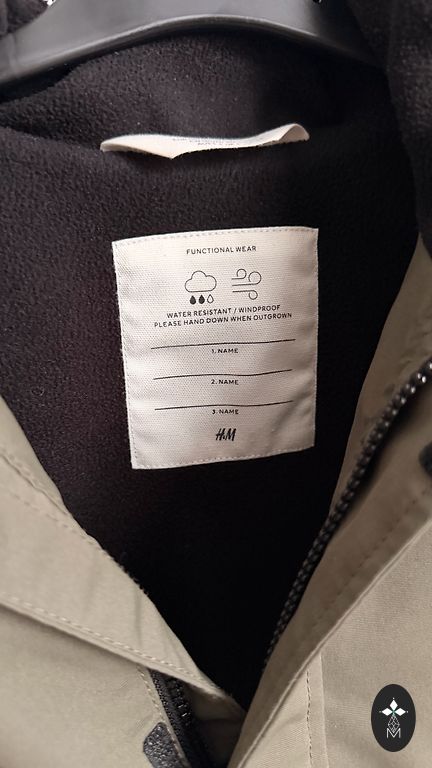 FUNCTIONAL WEAR
WATER RESISTANT / WINDPROOF
PLEASE HAND DOWN WHEN OUTGROWN
1. NAME
2. NAME
3. NAME
H&M